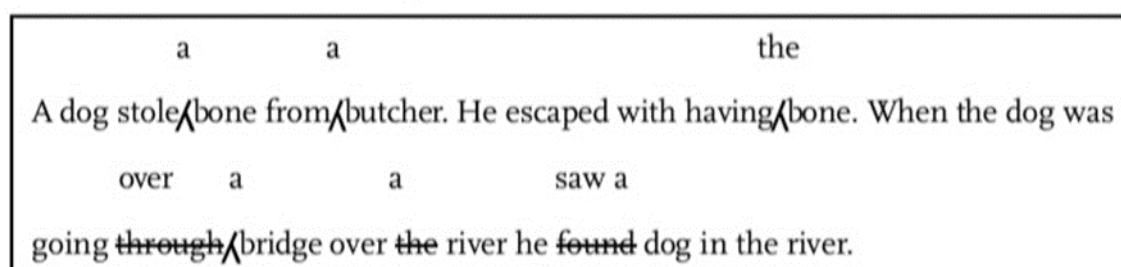 a a the
A dog stole bone from butcher. He escaped with having bone. When the dog was
over a a saw a
going through bridge over the river he found dog in the river.